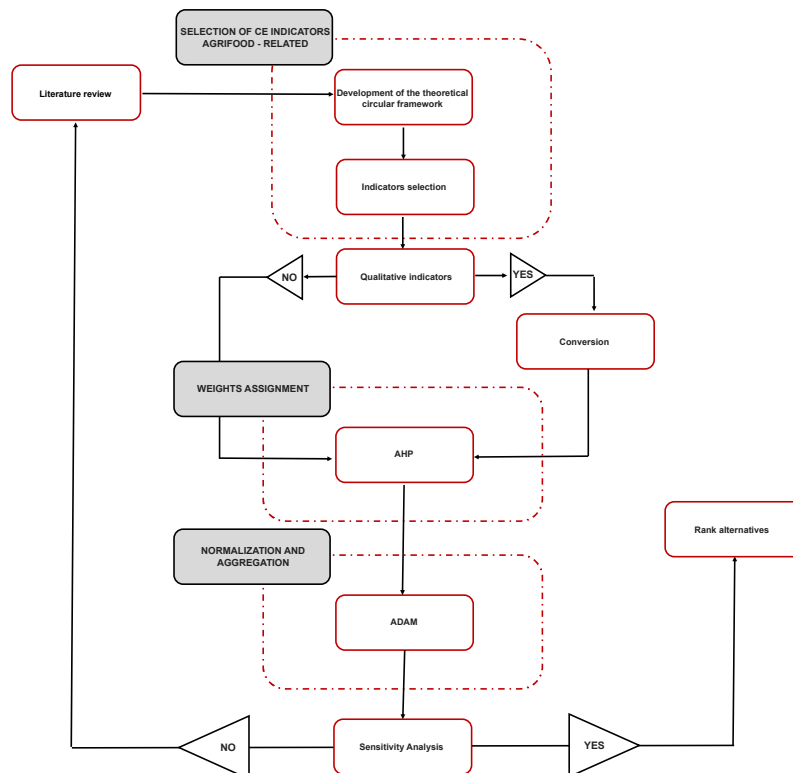 SELECTION OF CE INDICATORS
AGRIFOOD - RELATED
Literature review
Development of the theoretical
circular framework
Indicators selection
NO
Qualitative indicators
YES
Conversion
WEIGHTS ASSIGNMENT
AHP
Rank alternatives
NORMALIZATION AND
AGGREGATION
ADAM
NO
Sensitivity Analysis
YES